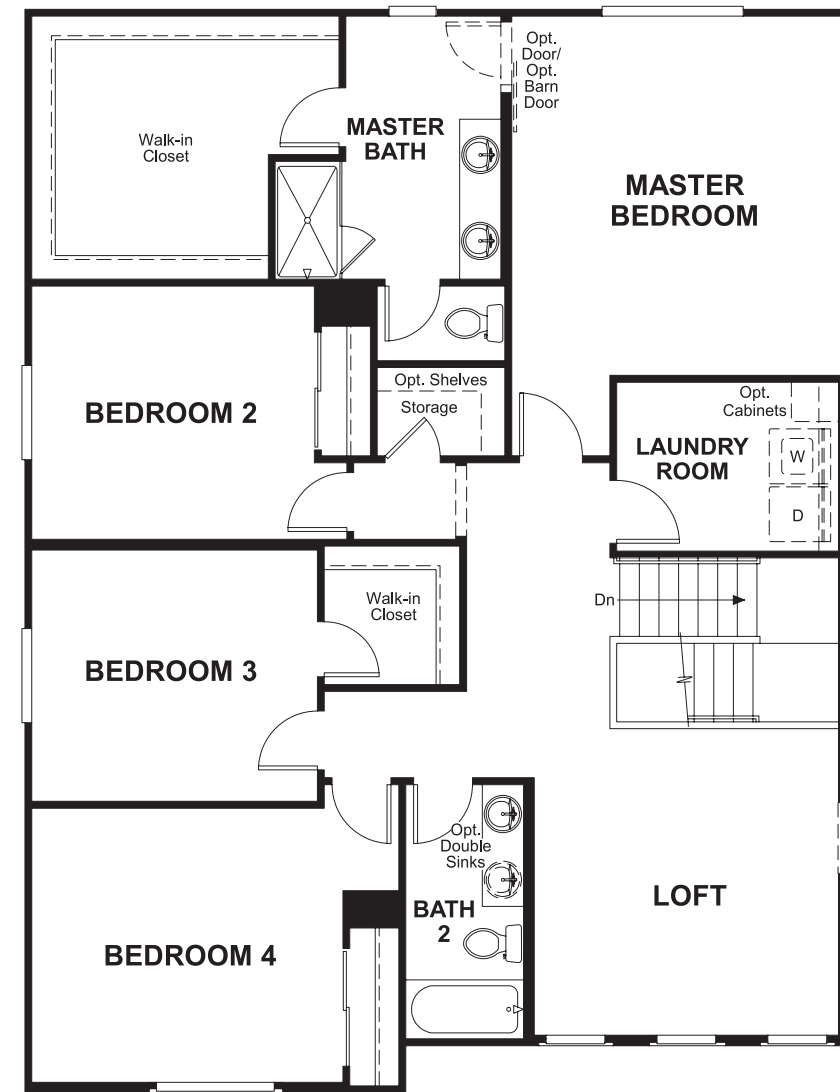 Opt.
Door/
Opt.
Barn
Door
Walk-in
Closet
MASTER
BATH
MASTER
BEDROOM
Opt. Shelves
Storage
BEDROOM 2
Opt.
Cabinets
LAUNDRY
ROOM
W
D
Walk-in
Closet
Dn
BEDROOM 3
Opt.
Double
Sinks
BATH
2
LOFT
BEDROOM 4